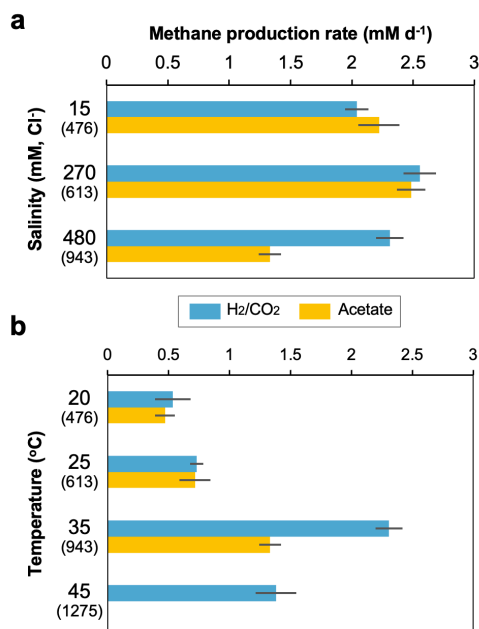 a
Methane production rate (mM d-1)
0 0.5 1 1.5 2 2.5 3
Salinity (mM, Cl-)
15
(476)
270
(613)
480
(943)
H2/CO2 Acetate
b
0 0.5 1 1.5 2 2.5 3
Temperature (oC)
20
(476)
25
(613)
35
(943)
45
(1275)